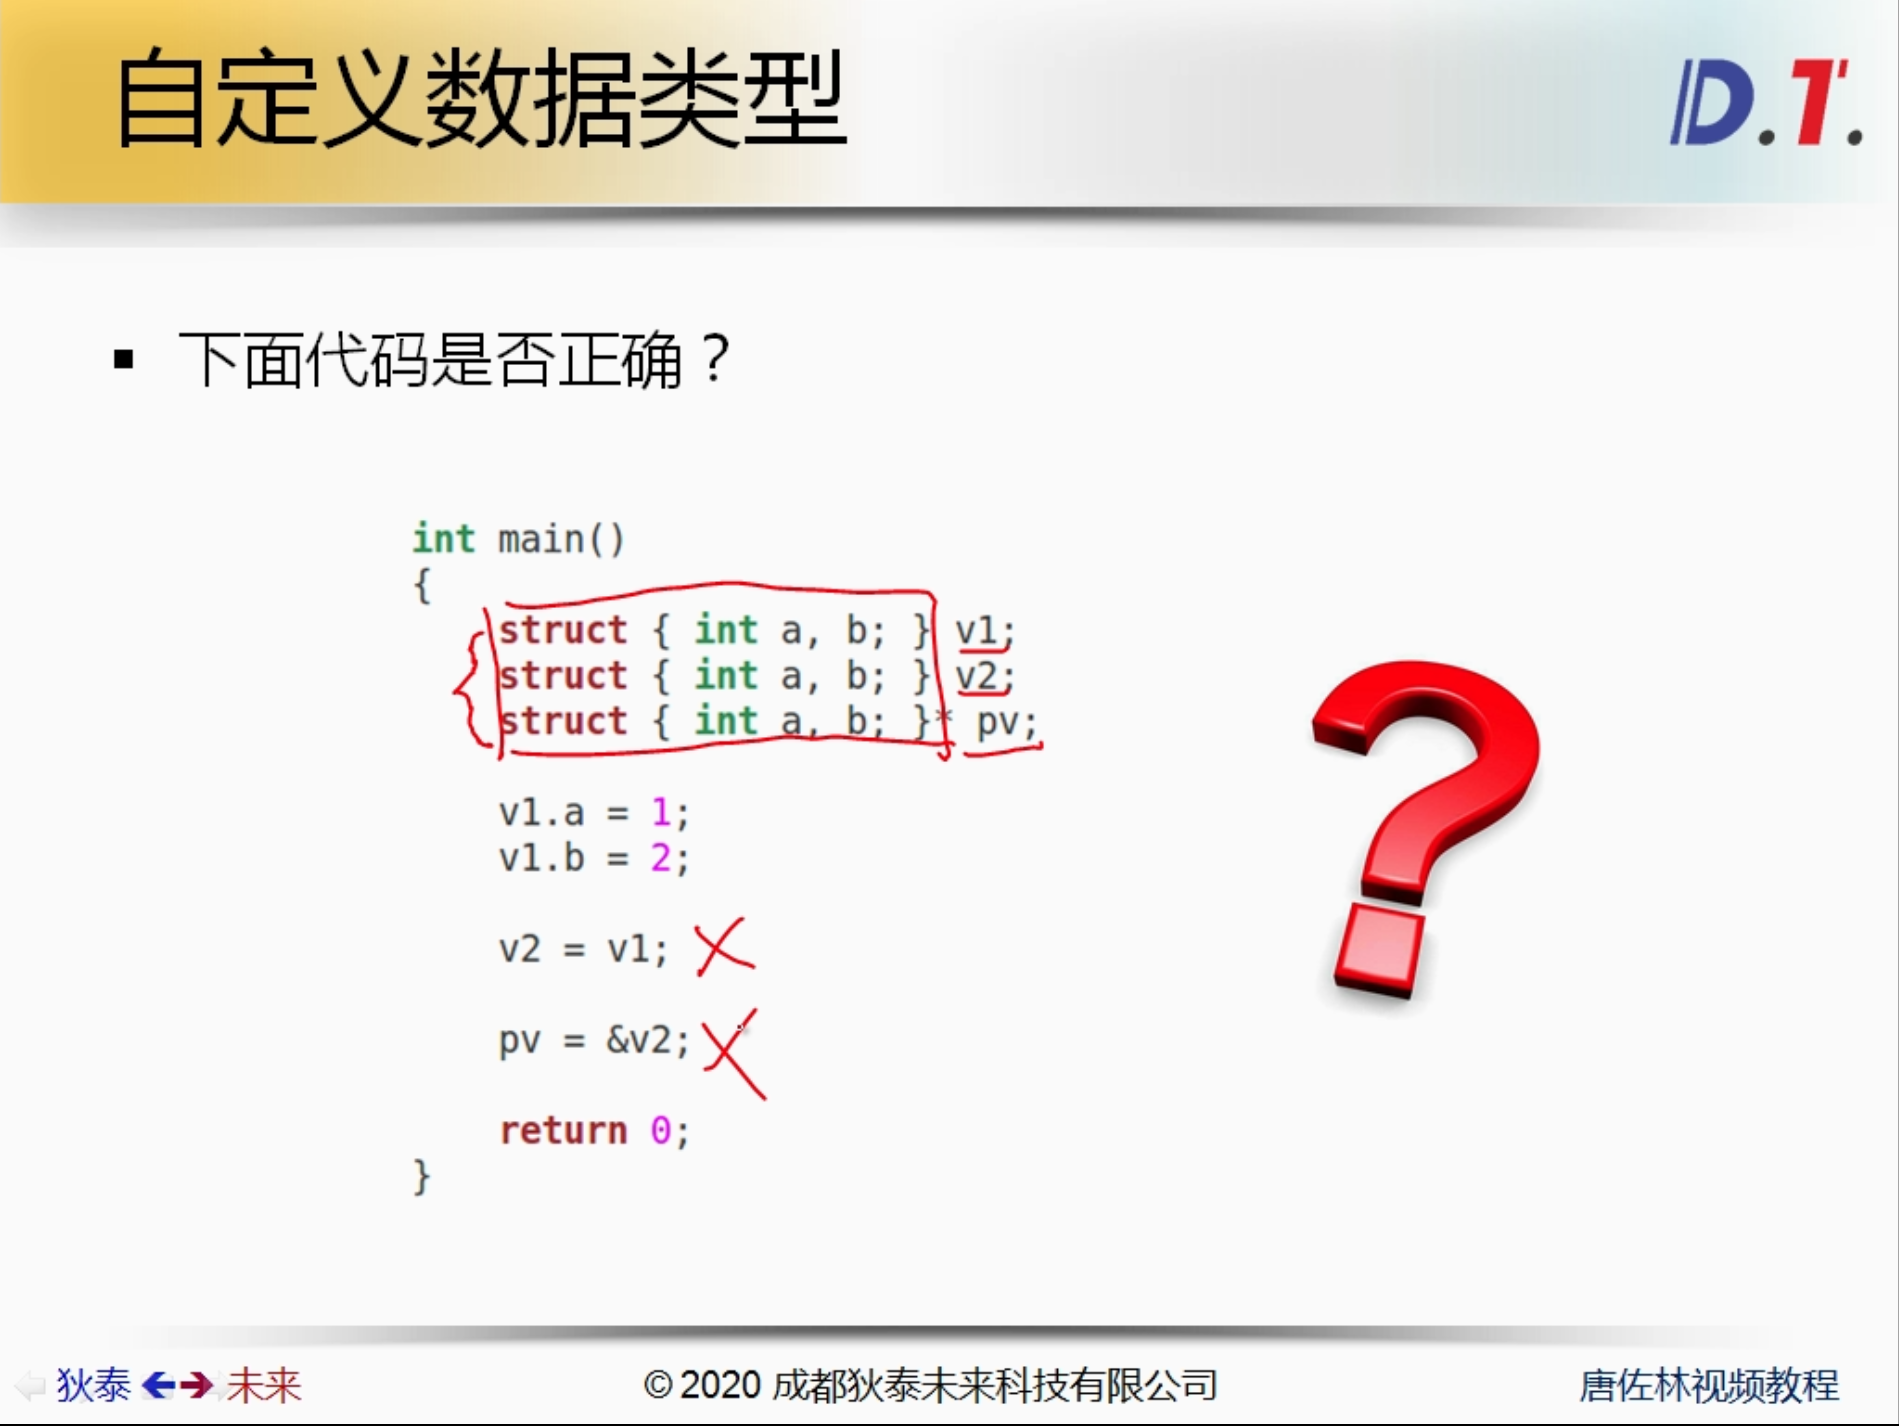 自定义数据类型
D.T.
▪ 下面代码是否正确？
int main()
{
struct { int a, b; } v1;
struct { int a, b; } v2;
struct { int a, b; }* pv;
v1.a = 1;
v1.b = 2;
v2 = v1;
pv = &v2;
return 0;
}
狄泰 未来
© 2020 成都狄泰未来科技有限公司
唐佐林视频教程